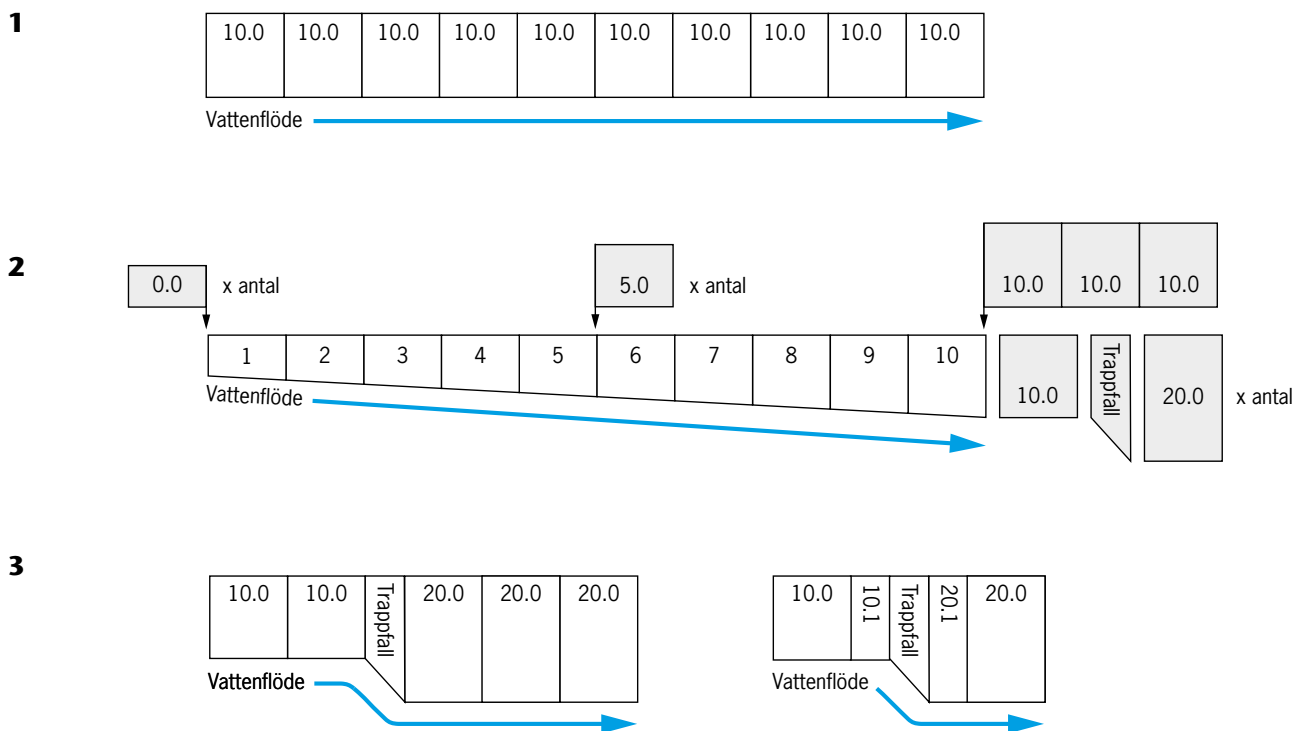 1
10.0 10.0 10.0 10.0 10.0 10.0 10.0 10.0 10.0 10.0
Vattenflöde
2
0.0 x antal 5.0 x antal 10.0 10.0 10.0
1 2 3 4 5 6 7 8 9 10
Vattenflöde
10.0 Trappfall 20.0 x antal
3
10.0 10.0 Trappfall 20.0 20.0 20.0
Vattenflöde
10.0 10.1 Trappfall 20.1 20.0
Vattenflöde